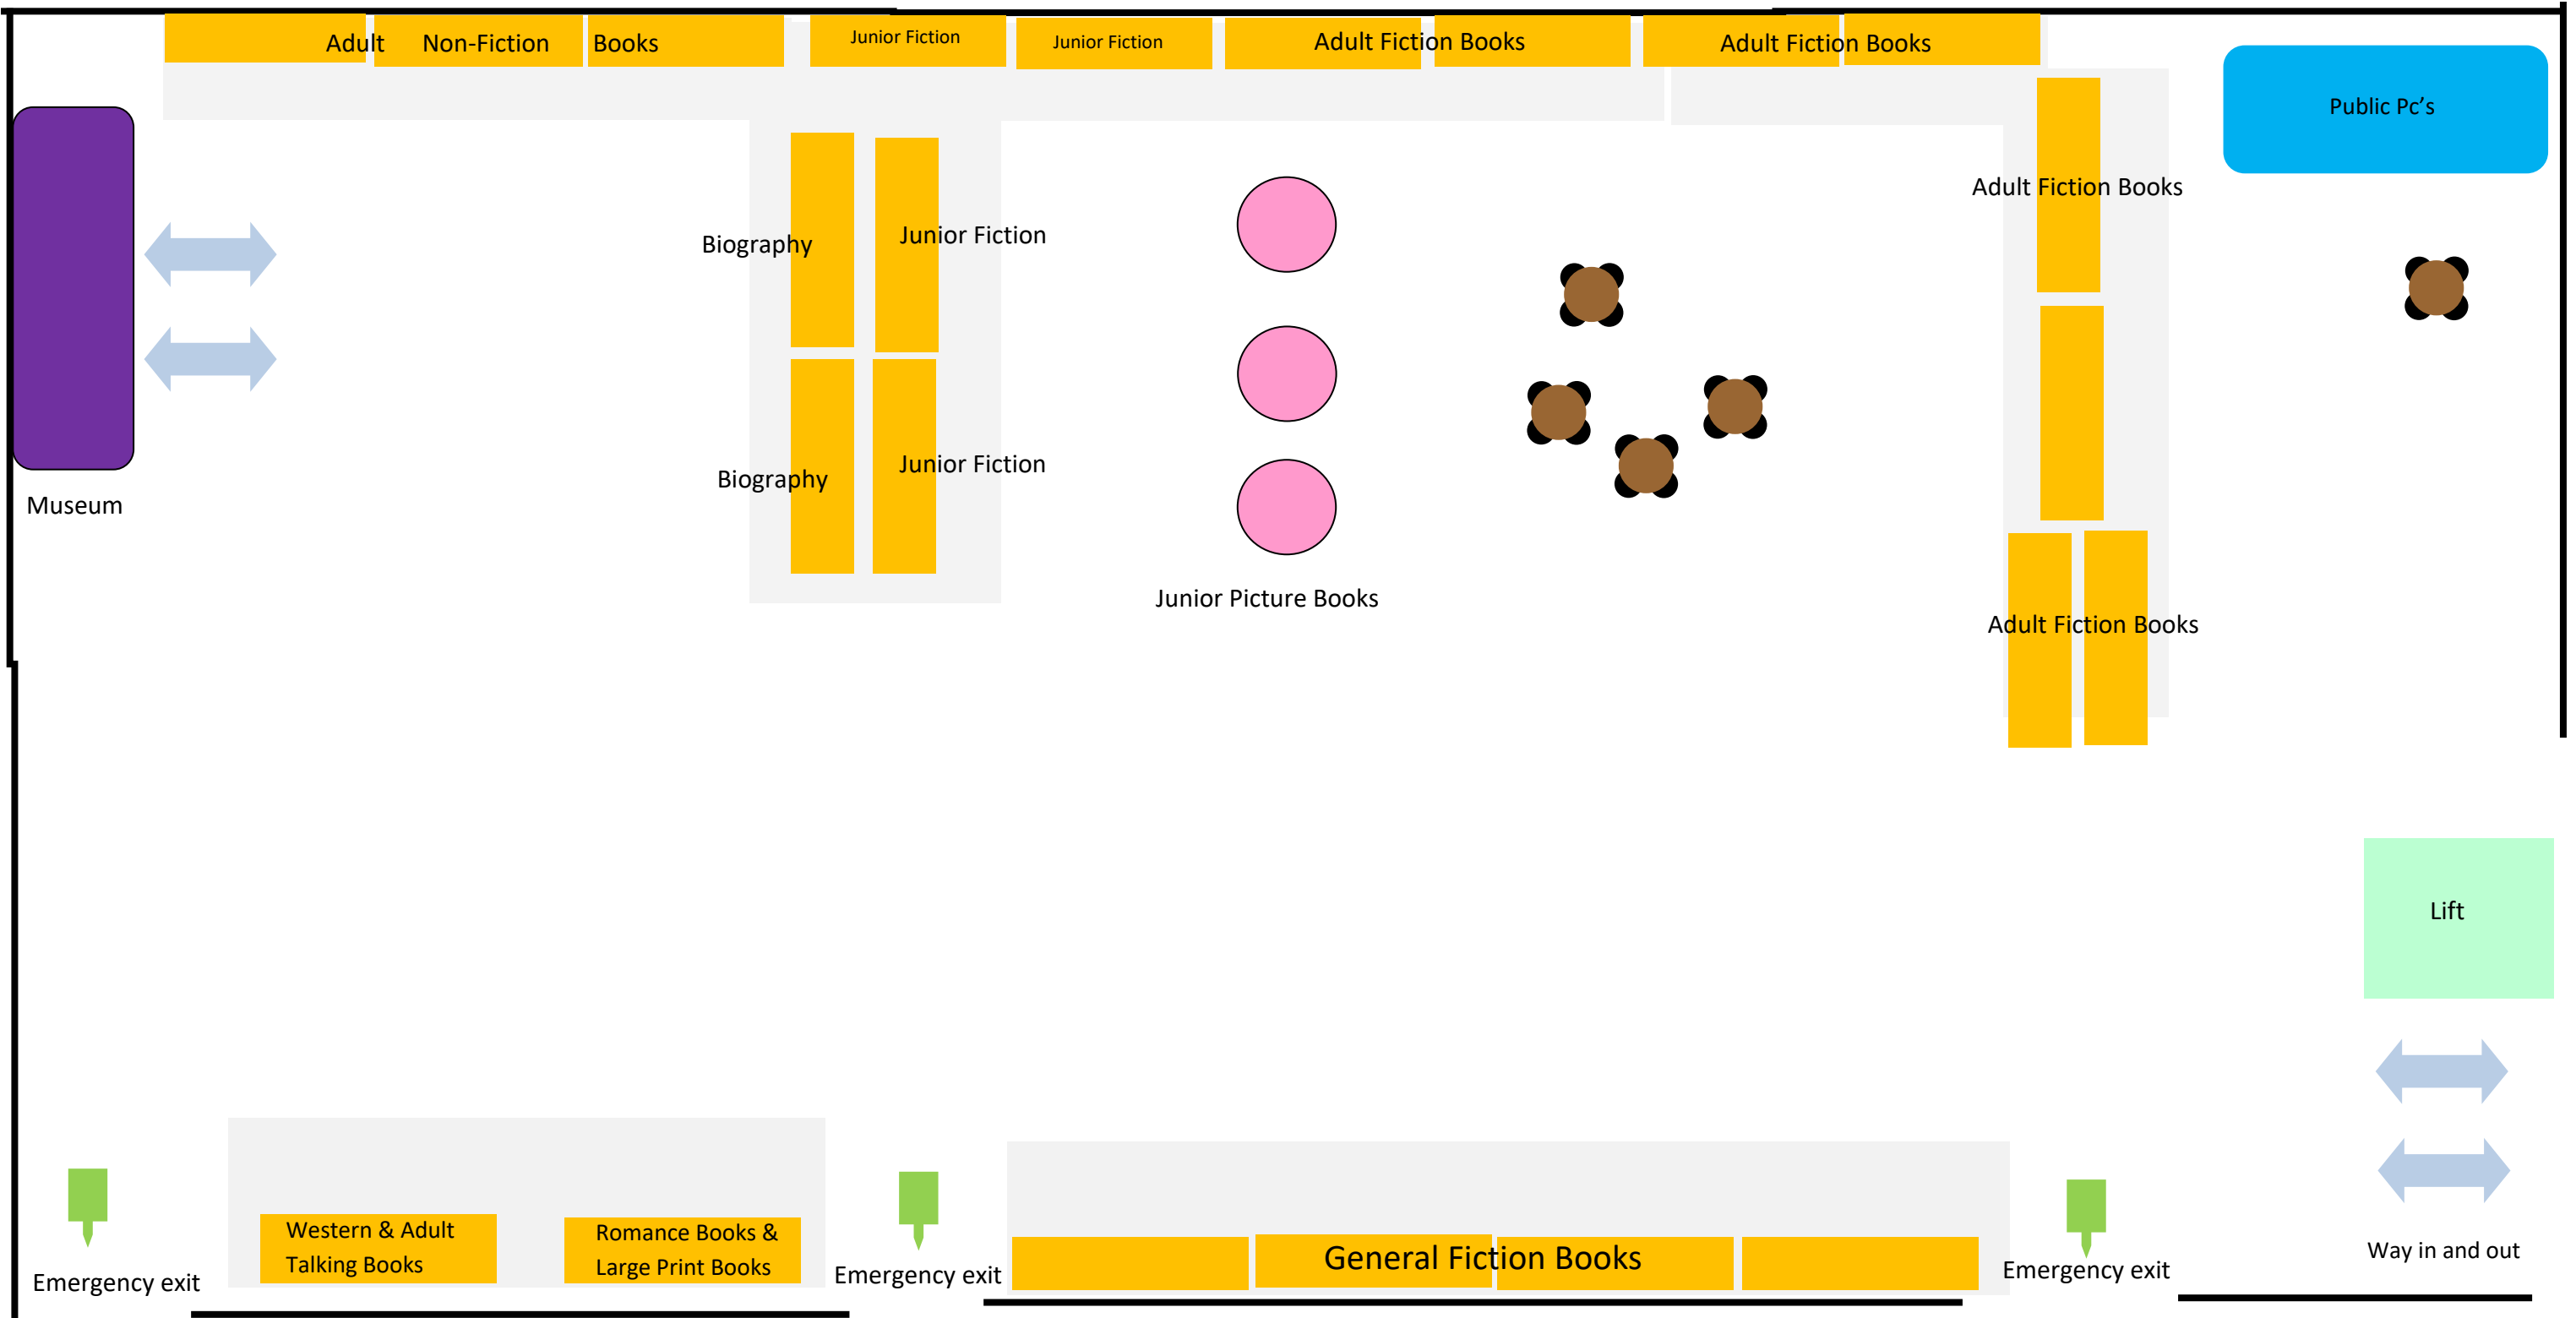 Adult Non-Fiction Books
Junior Fiction
Junior Fiction
Adult Fiction Books
Adult Fiction Books
Public Pc's
Adult Fiction Books
Biography
Junior Fiction
Biography
Junior Fiction
Museum
Junior Picture Books
Adult Fiction Books
Lift
Western & Adult
Talking Books
Romance Books &
Large Print Books
General Fiction Books
Way in and out
Emergency exit
Emergency exit
Emergency exit